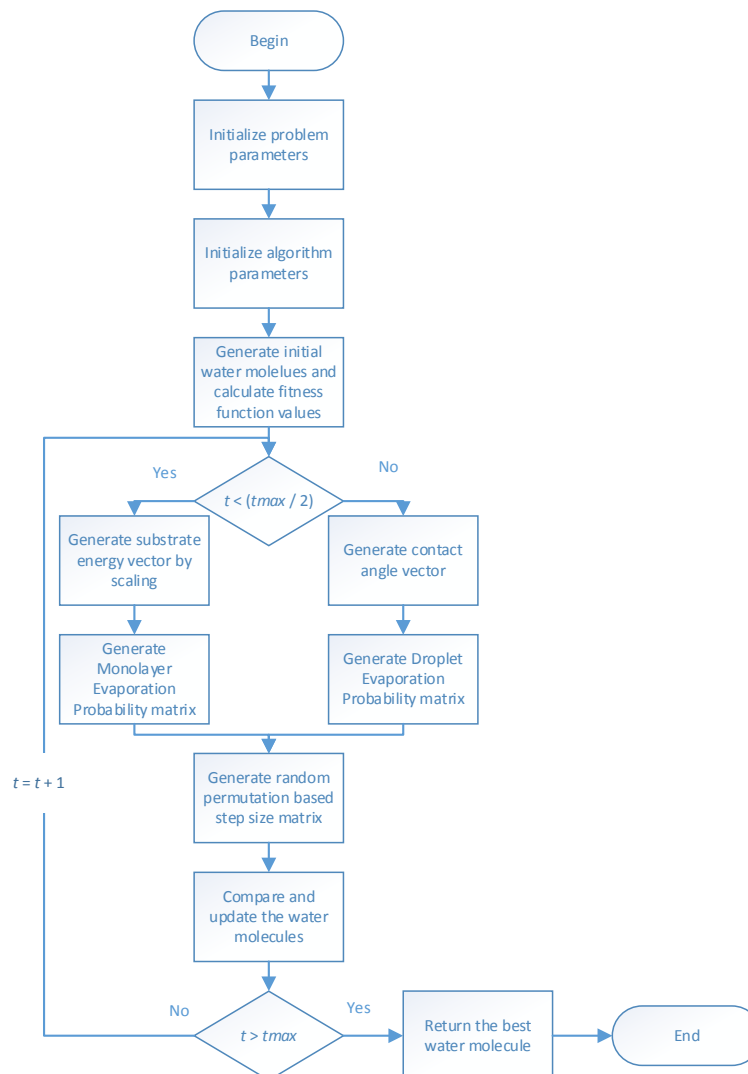 Begin
Initialize problem
parameters
Initialize algorithm
parameters
Generate initial
water molelues and
calculate fitness
function values
Yes
No
t < (tmax / 2)
Generate substrate
energy vector by
scaling
Generate contact
angle vector
Generate
Monolayer
Evaporation
Probability matrix
Generate Droplet
Evaporation
Probability matrix
t = t + 1
Generate random
permutation based
step size matrix
Compare and
update the water
molecules
No
Yes
t > tmax
Return the best
water molecule
End